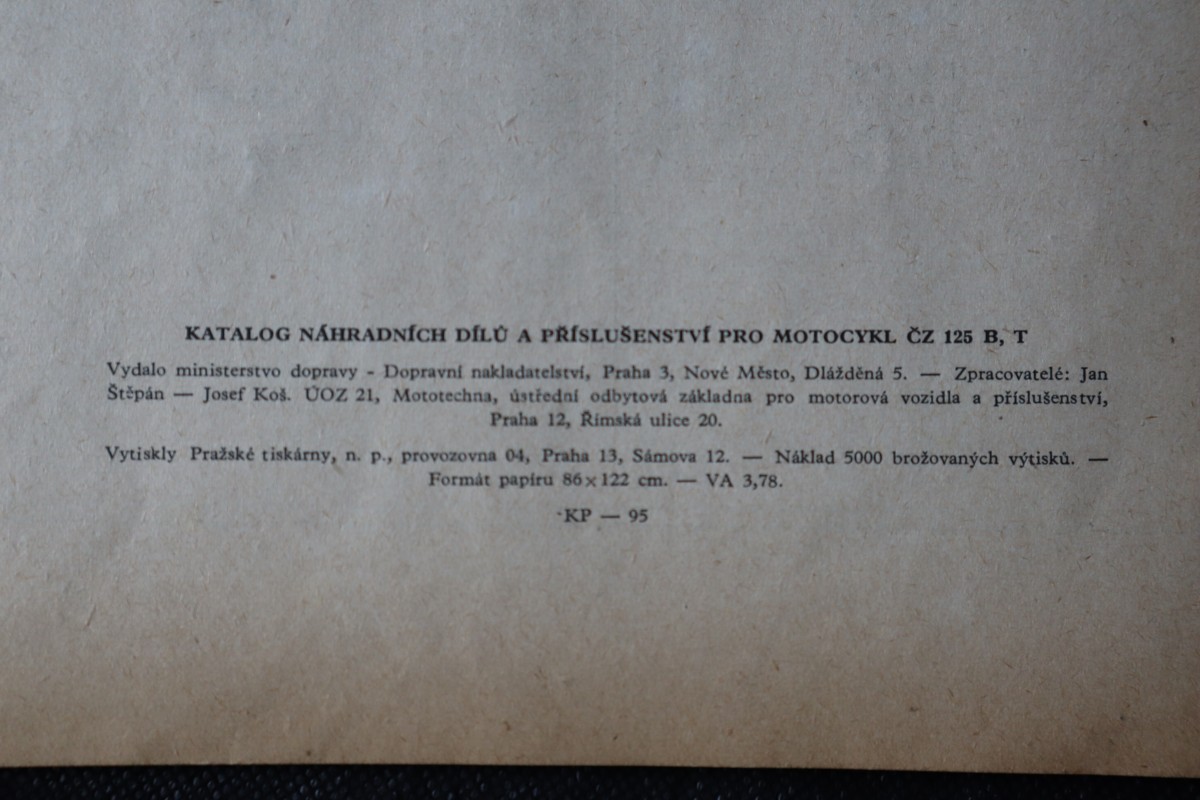 KATALOG NÁHRADNÍCH DÍLŮ A PŘÍSLUŠENSTVÍ PRO MOTOCYKL ČZ 125 B, T
Vydalo ministerstvo dopravy - Dopravní nakladatelství, Praha 3, Nové Město, Dlážděná 5. — Zpracovatelé: Jan
Štěpán — Josef Koš. ÚOZ 21, Mototechna, ústřední odbytová základna pro motorová vozidla a příslušenství,
Praha 12, Římská ulice 20.
Vytiskly Pražské tiskárny, n. p., provozovna 04, Praha 13, Sámova 12. — Náklad 5000 brožovaných výtisků. —
Formát papíru 86×122 cm. — VA 3,78.
KP — 95